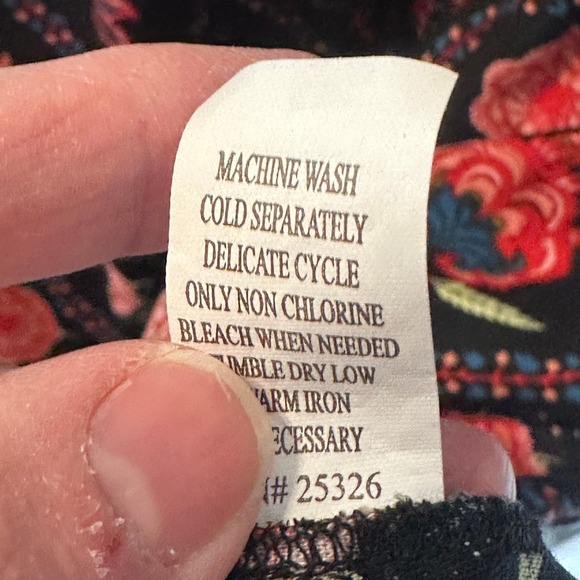 MACHINE WASH
COLD SEPARATELY
DELICATE CYCLE
ONLY NON CHLORINE
BLEACH WHEN NEEDED
DRY LOW
IRON
# 25326